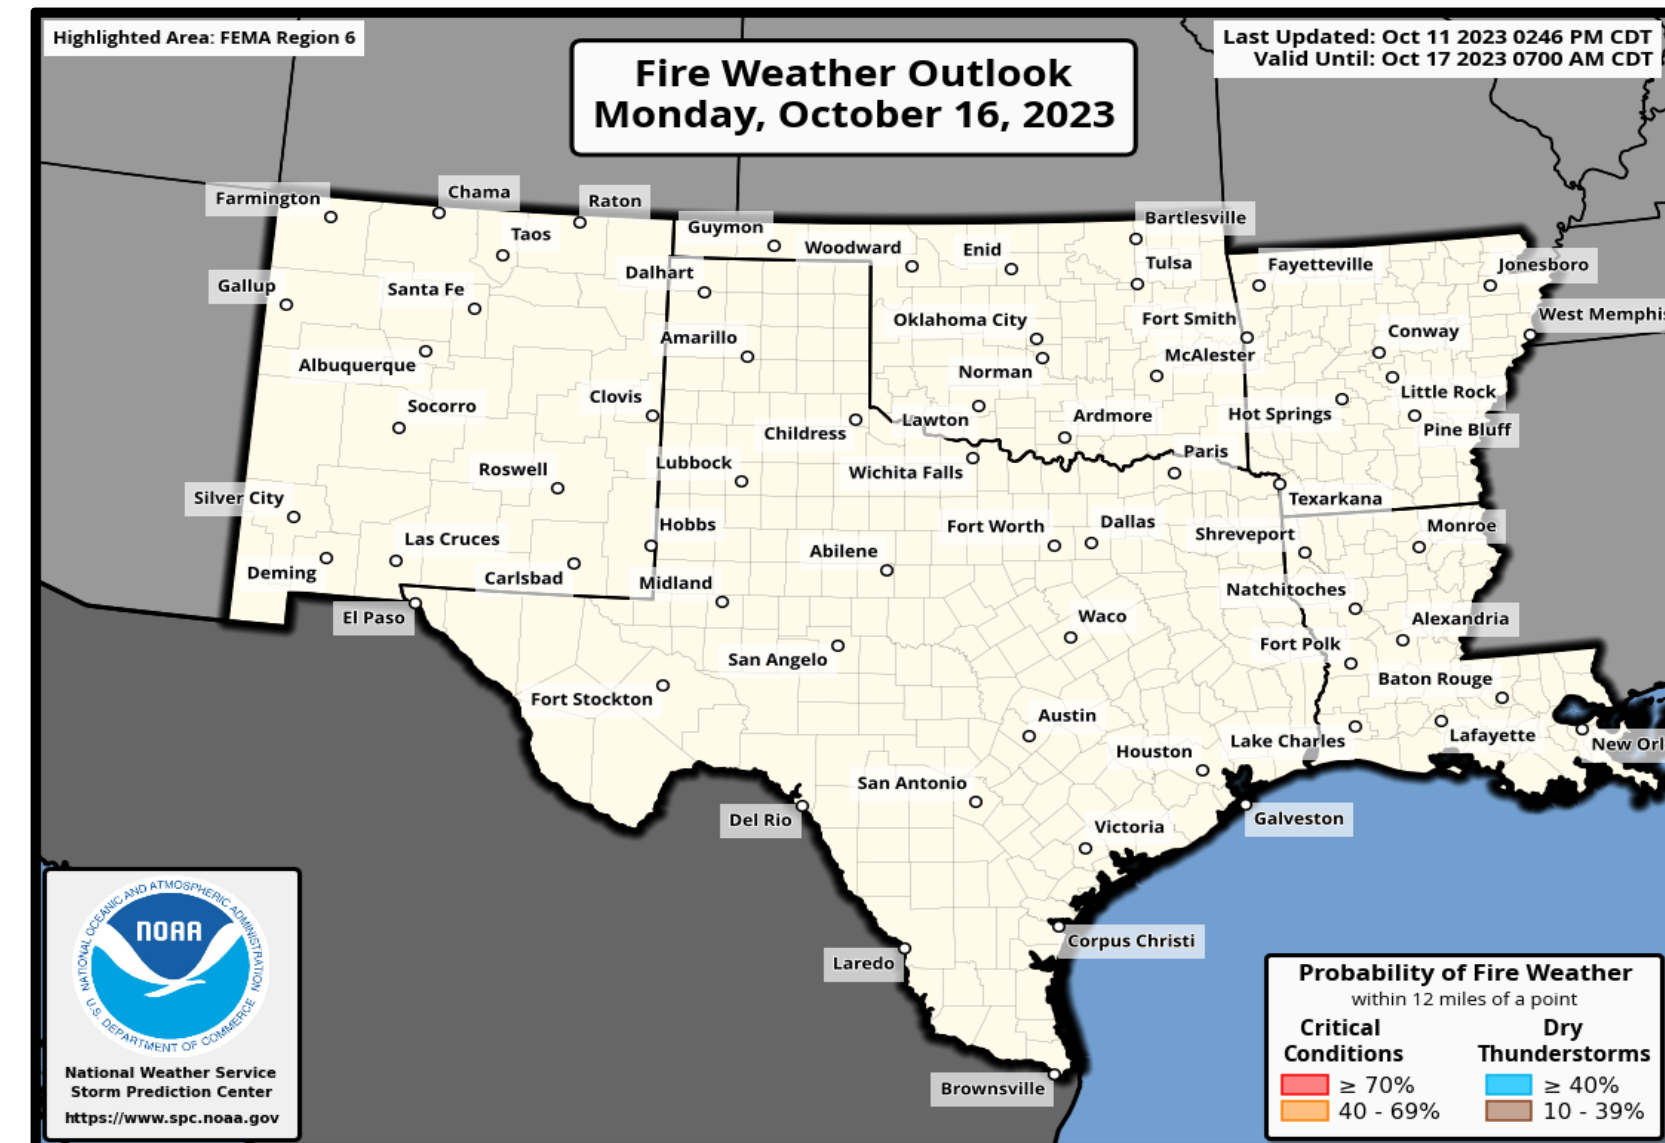 Highlighted Area: FEMA Region 6
Fire Weather Outlook
Monday, October 16, 2023
Last Updated: Oct 11 2023 0246 PM CDT
Valid Until: Oct 17 2023 0700 AM CDT
Farmington
Chama
Raton
Taos
Guymon
Woodward
Enid
Bartlesville
Tulsa
Fayetteville
Jonesboro
Gallup
Santa Fe
Dalhart
Oklahoma City
Fort Smith
West Memphis
Albuquerque
Amarillo
Norman
McAlester
Conway
Socorro
Clovis
Childress
Lawton
Ardmore
Hot Springs
Little Rock
Pine Bluff
Roswell
Lubbock
Wichita Falls
Paris
Texarkana
Silver City
Las Cruces
Hobbs
Abilene
Fort Worth
Dallas
Shreveport
Monroe
Deming
Carlsbad
Midland
Natchitoches
El Paso
Waco
Alexandria
San Angelo
Fort Polk
Fort Stockton
Baton Rouge
Austin
Houston
Lake Charles
Lafayette
New Orl
San Antonio
Del Rio
Victoria
Galveston
Laredo
Corpus Christi
Brownsville
NATIONAL OCEANIC AND ATMOSPHERIC ADMINISTRATION
NOAA
U.S. DEPARTMENT OF COMMERCE
National Weather Service
Storm Prediction Center
https://www.spc.noaa.gov
Probability of Fire Weather
within 12 miles of a point
Critical Conditions
≥ 70%
40 - 69%
Dry Thunderstorms
≥ 40%
10 - 39%